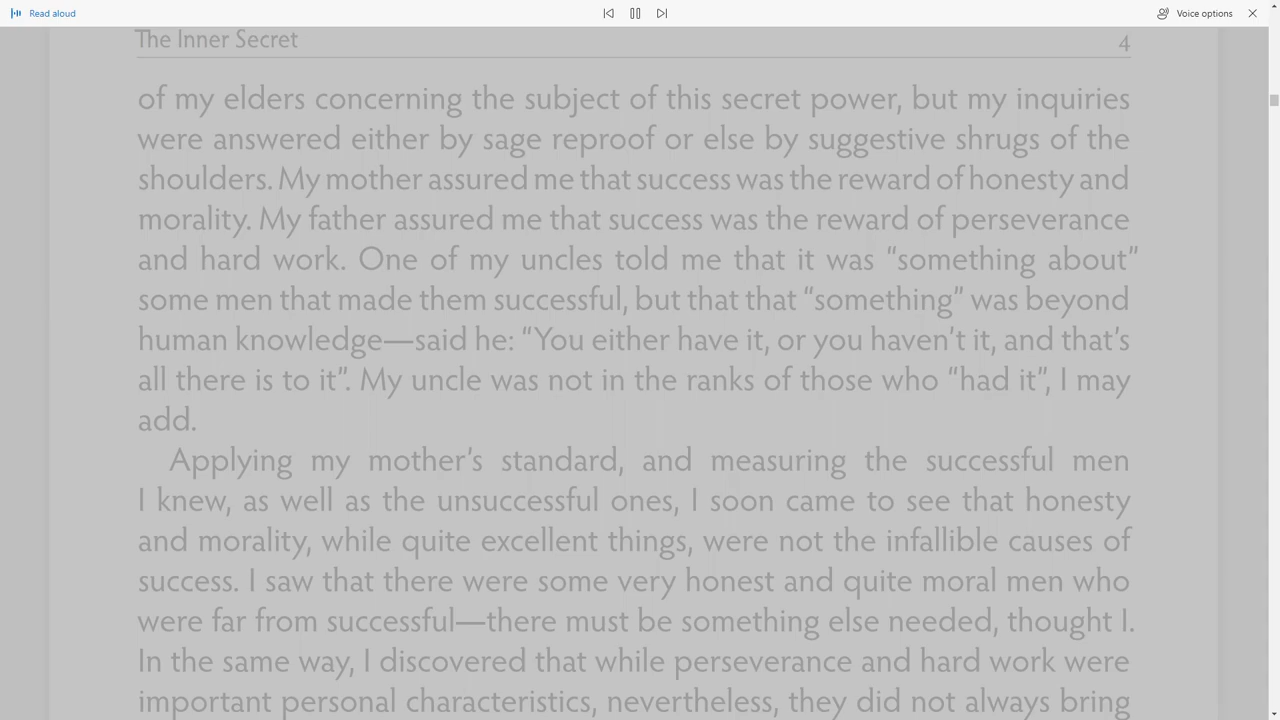 Read aloud
Voice options
The Inner Secret 4
of my elders concerning the subject of this secret power, but my inquiries
were answered either by sage reproof or else by suggestive shrugs of the
shoulders. My mother assured me that success was the reward of honesty and
morality. My father assured me that success was the reward of perseverance
and hard work. One of my uncles told me that it was “something about”
some men that made them successful, but that that “something” was beyond
human knowledge—said he: “You either have it, or you haven’t it, and that’s
all there is to it”. My uncle was not in the ranks of those who “had it”, I may
add.
Applying my mother’s standard, and measuring the successful men
I knew, as well as the unsuccessful ones, I soon came to see that honesty
and morality, while quite excellent things, were not the infallible causes of
success. I saw that there were some very honest and quite moral men who
were far from successful—there must be something else needed, thought I.
In the same way, I discovered that while perseverance and hard work were
important personal characteristics, nevertheless, they did not always bring